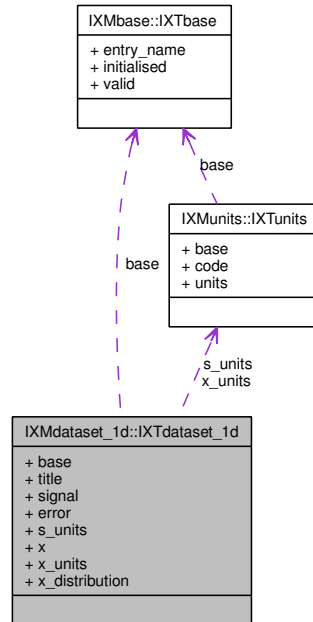 IXMbase::IXTbase
+ entry_name
+ initialised
+ valid
base
IXMunits::IXTunits
+ base
+ code
+ units
base
s_units
x_units
IXMdataset_1d::IXTdataset_1d
+ base
+ title
+ signal
+ error
+ s_units
+ x
+ x_units
+ x_distribution